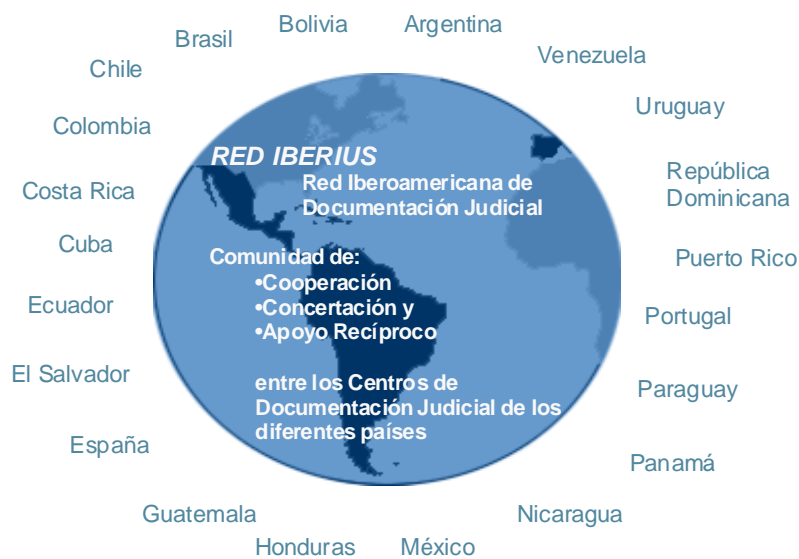 Bolivia
Argentina
Brasil
Venezuela
Chile
Uruguay
Colombia
RED IBERIUS
Red Iberoamericana de
Documentación Judicial
República
Dominicana
Costa Rica
Cuba
Puerto Rico
Comunidad de:
•Cooperación
•Concertación y
•Apoyo Recíproco
Ecuador
Portugal
El Salvador
entre los Centros de
Documentación Judicial de los
diferentes países
Paraguay
España
Panamá
Guatemala
Nicaragua
Honduras
México